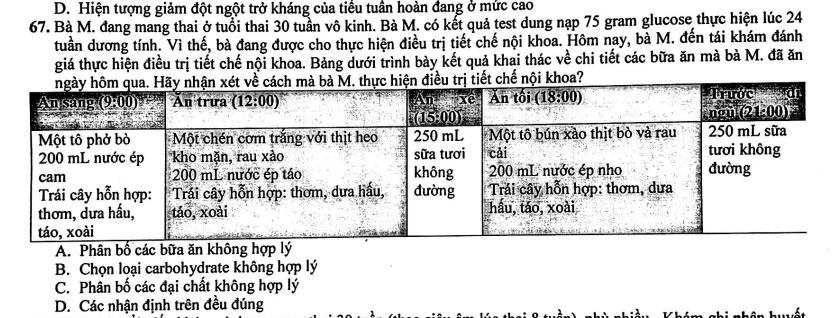 D. Hiện tượng giảm đột ngột trở kháng của tiểu tuần hoàn đang ở mức cao
67. Bà M. đang mang thai ở tuổi thai 30 tuần vô kinh. Bà M. có kết quả test dung nạp 75 gram glucose thực hiện lúc 24
tuần dương tính. Vì thế, bà đang được cho thực hiện điều trị tiết chế nội khoa. Hôm nay, bà M. đến tái khám đánh
giá thực hiện điều trị tiết chế nội khoa. Bảng dưới trình bày kết quả khai thác về chi tiết các bữa ăn mà bà M. đã ăn
ngày hôm qua. Hãy nhận xét về cách mà bà M. thực hiện điều trị tiết chế nội khoa?
Ăn sáng (9:00)
Một tô phở bò
200 mL nước ép
cam
Trái cây hỗn hợp:
thơm, dưa hấu,
táo, xoài
Ăn trưa (12:00)
Một chén cơm trắng với thịt heo
kho mặn, rau xào
200 mL nước ép táo
Trái cây hỗn hợp: thơm, dưa hấu,
táo, xoài
Ăn xế
(15:00)
250 mL
sữa tươi
không
đường
Ăn tối (18:00)
Một tô bún xào thịt bò và rau
cải
200 mL nước ép nho
Trái cây hỗn hợp: thơm, dưa
hấu, táo, xoài
Trước đi
ngủ (21:00)
250 mL sữa
tươi không
đường
A. Phân bố các bữa ăn không hợp lý
B. Chọn loại carbohydrate không hợp lý
C. Phân bố các đại chất không hợp lý
D. Các nhận định trên đều đúng